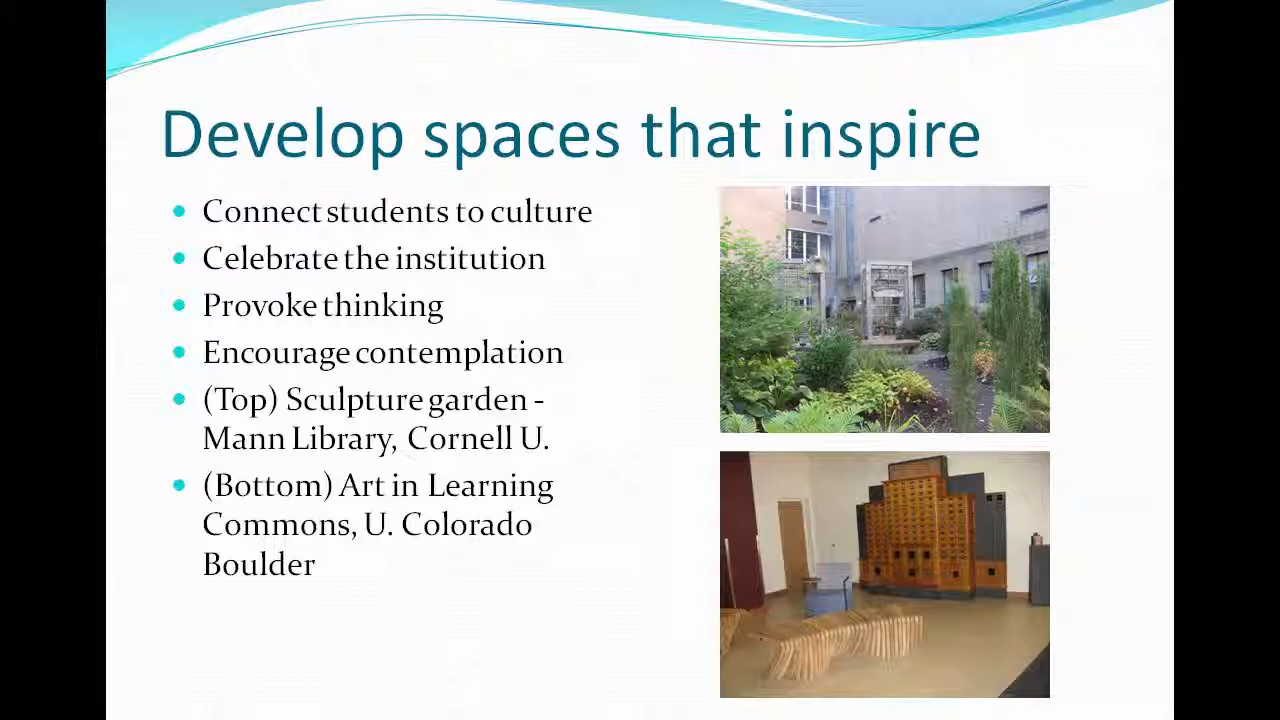 Develop spaces that inspire
Connect students to culture
Celebrate the institution
Provoke thinking
Encourage contemplation
(Top) Sculpture garden -
Mann Library, Cornell U.
(Bottom) Art in Learning
Commons, U. Colorado
Boulder